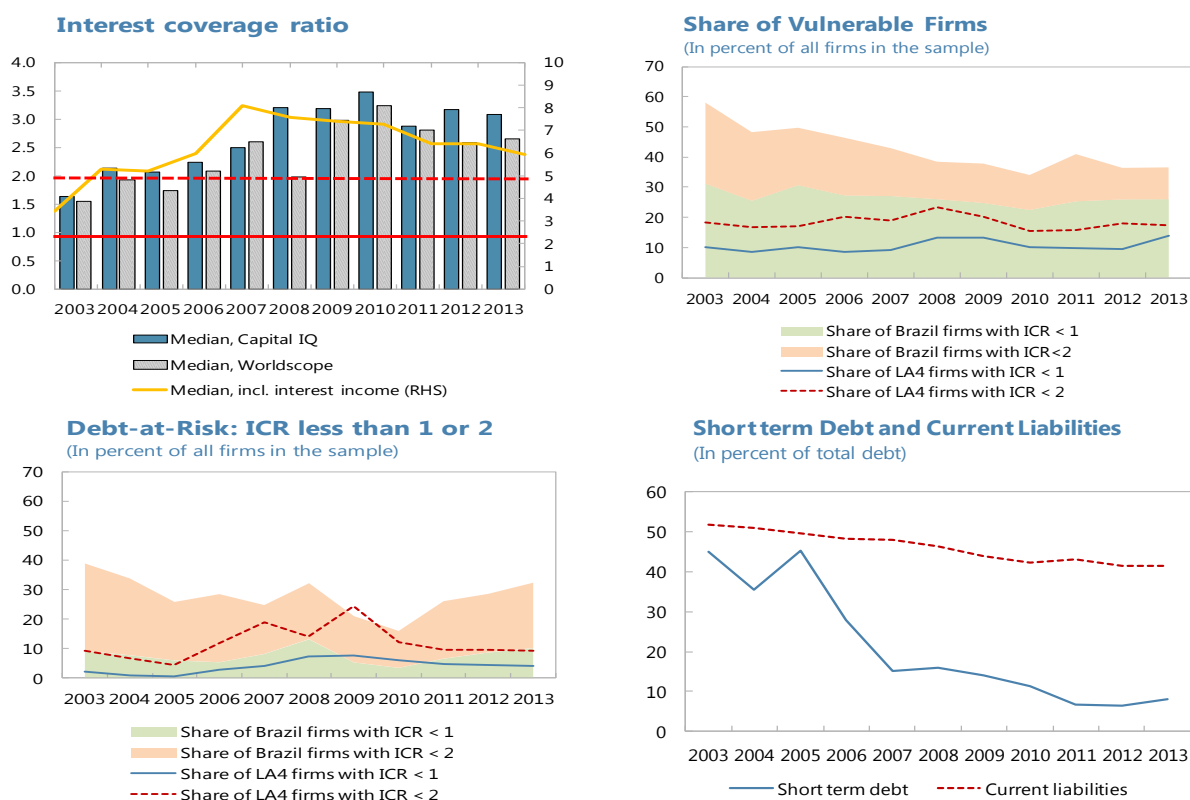 Interest coverage ratio
4.0
3.5
3.0
2.5
2.0
1.5
1.0
0.5
0.0
10
9
8
7
6
5
4
3
2
1
0
2003 2004 2005 2006 2007 2008 2009 2010 2011 2012 2013
Median, Capital IQ
Median, Worldscope
Median, incl. interest income (RHS)
Share of Vulnerable Firms
(In percent of all firms in the sample)
70
60
50
40
30
20
10
0
2003 2004 2005 2006 2007 2008 2009 2010 2011 2012 2013
Share of Brazil firms with ICR < 1
Share of Brazil firms with ICR<2
Share of LA4 firms with ICR < 1
Share of LA4 firms with ICR < 2
Debt-at-Risk: ICR less than 1 or 2
(In percent of all firms in the sample)
70
60
50
40
30
20
10
0
2003 2004 2005 2006 2007 2008 2009 2010 2011 2012 2013
Share of Brazil firms with ICR < 1
Share of Brazil firms with ICR < 2
Share of LA4 firms with ICR < 1
Share of LA4 firms with ICR < 2
Short term Debt and Current Liabilities
(In percent of total debt)
60
50
40
30
20
10
0
2003 2004 2005 2006 2007 2008 2009 2010 2011 2012 2013
Short term debt
Current liabilities